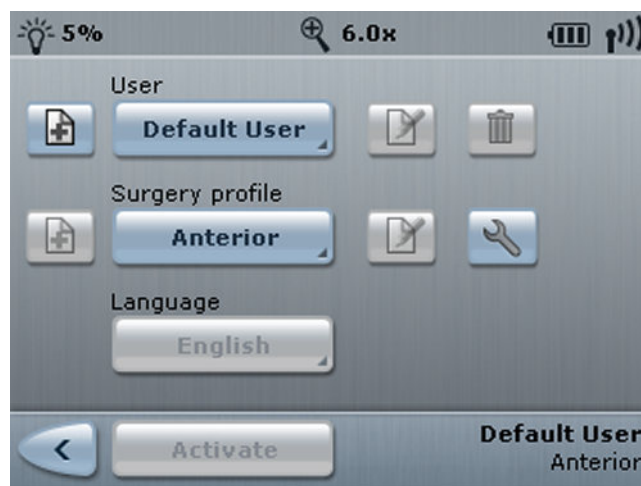 5%
6.0x
User
Default User
Surgery profile
Anterior
Language
English
Activate
Default User
Anterior